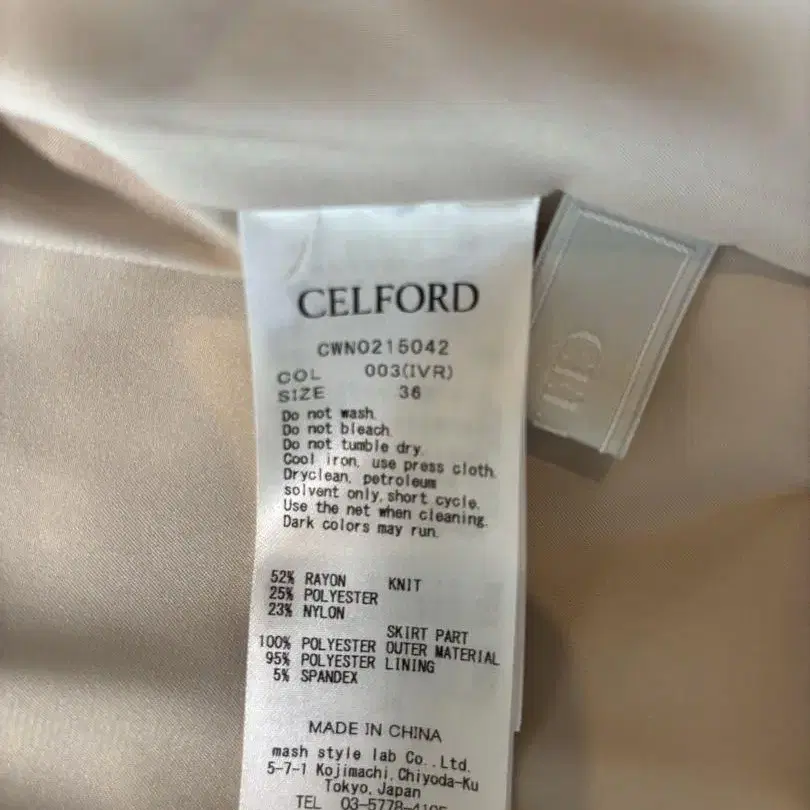 CELFORD
CWNO215042
COL 003(IVR)
SIZE 36
Do not wash.
Do not bleach.
Do not tumble dry.
Cool iron, use press cloth.
Dryclean, petroleum
solvent only, short cycle.
Use the net when cleaning.
Dark colors may run.
52% RAYON KNIT
25% POLYESTER
23% NYLON
SKIRT PART
100% POLYESTER OUTER MATERIAL
95% POLYESTER LINING
5% SPANDEX
MADE IN CHINA
mash style lab Co., Ltd.
5-7-1 Kojimachi, Chiyoda-Ku
Tokyo, Japan
TEL